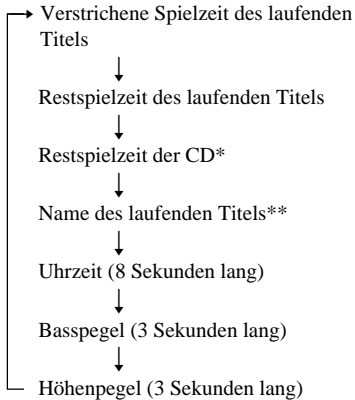 Verstrichene Spielzeit des laufenden
Titels
Restspielzeit des laufenden Titels
Restspielzeit der CD*
Name des laufenden Titels**
Uhrzeit (8 Sekunden lang)
Basspegel (3 Sekunden lang)
Höhenpegel (3 Sekunden lang)